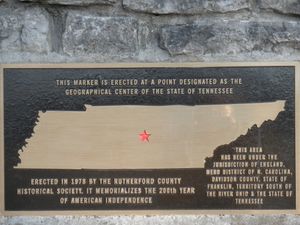 THIS MARKER IS ERECTED AT A POINT DESIGNATED AS THE
GEOGRAPHICAL CENTER OF THE STATE OF TENNESSEE
ERECTED IN 1978 BY THE RUTHERFORD COUNTY
HISTORICAL SOCIETY. IT MEMORIALIZES THE 200th YEAR
OF AMERICAN INDEPENDENCE
"THIS AREA
HAS BEEN UNDER THE
JURISDICTION OF ENGLAND,
DISTRICT OF N. CAROLINA,
DAVIDSON COUNTY, STATE OF
FRANKLIN, TERRITORY SOUTH OF
THE RIVER OHIO & THE STATE OF
TENNESSEE